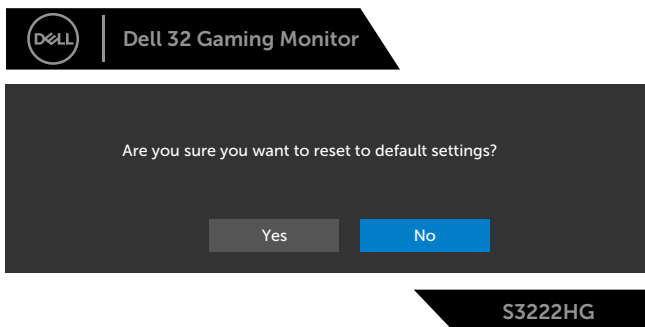 DELL
Dell 32 Gaming Monitor
Are you sure you want to reset to default settings?
Yes No
S3222HG